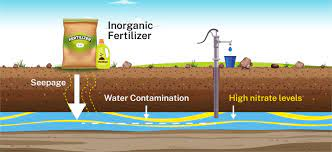 Inorganic
Fertilizer
FERTILIZER
Seepage
Water Contamination
High nitrate levels